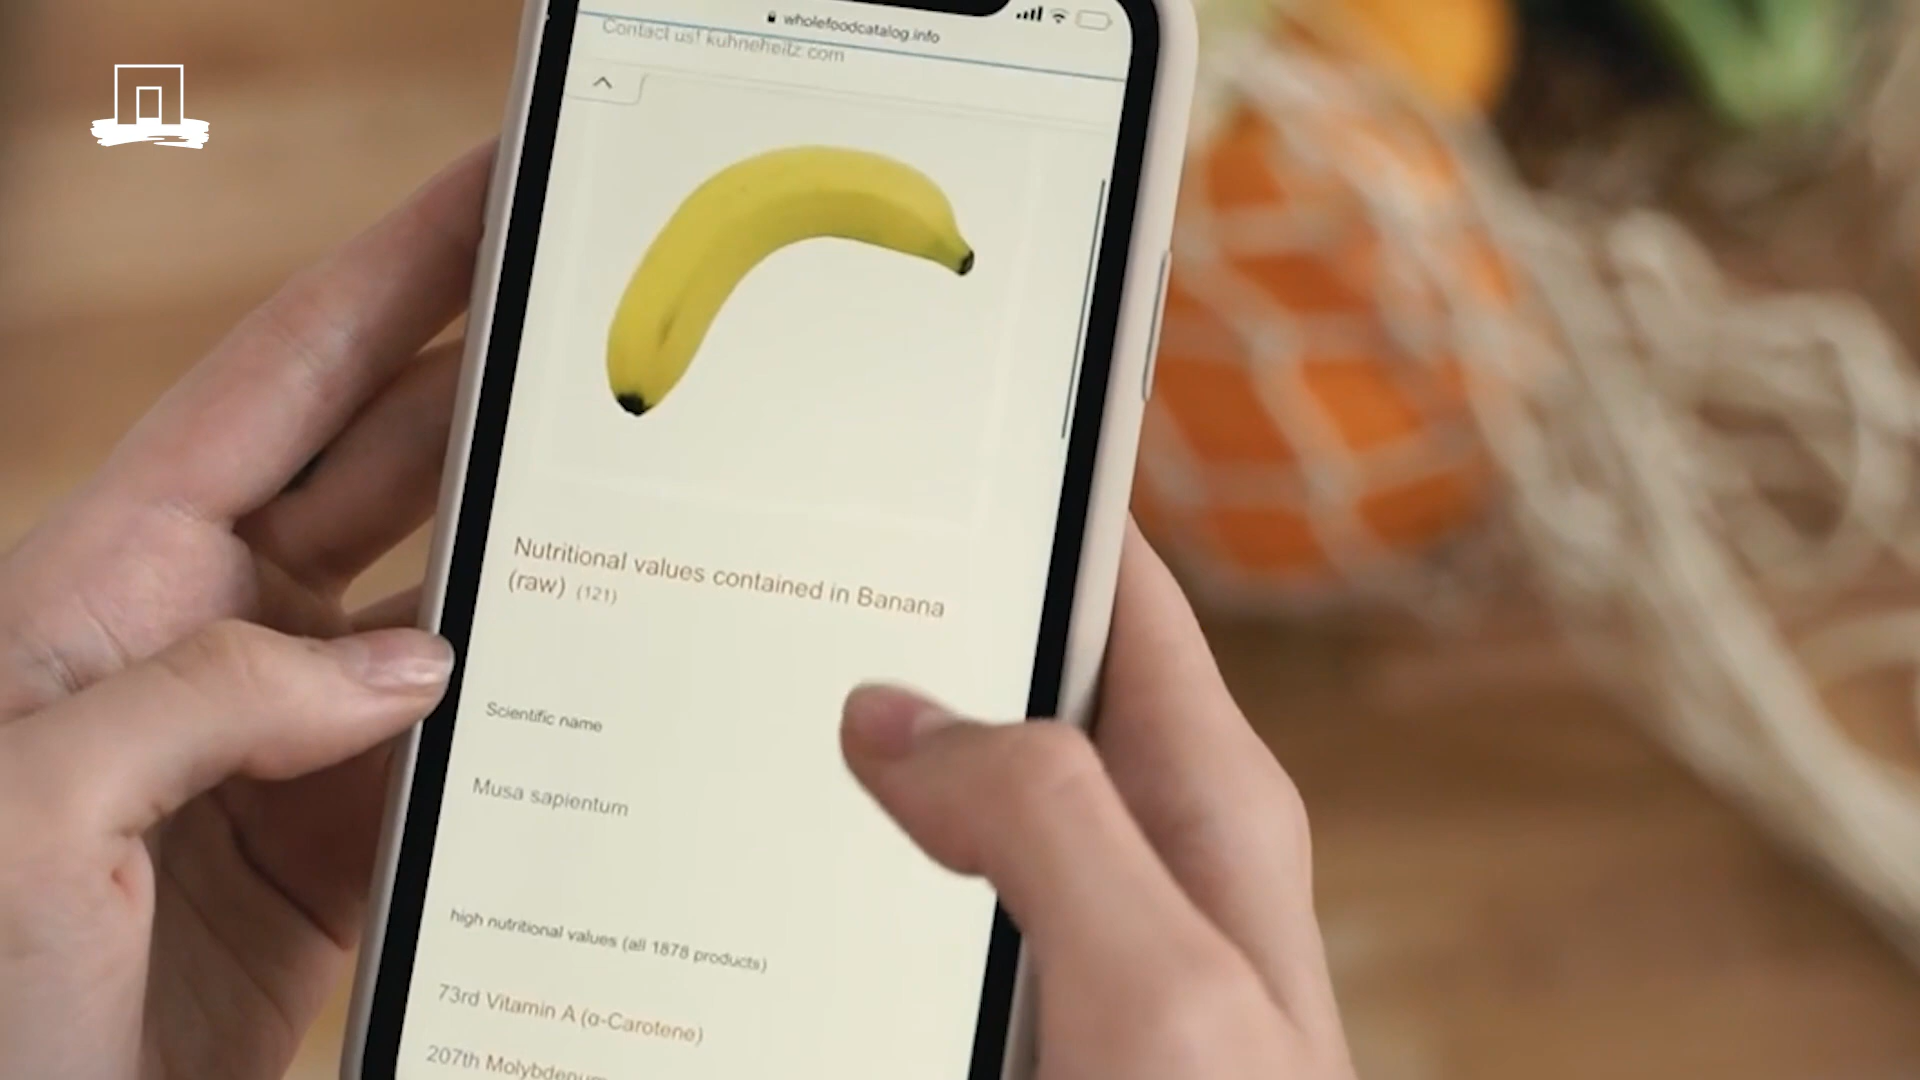 wholefoodcatalog.info
Contact us! kuhneheitz com
Nutritional values contained in Banana
(raw) (121)
Scientific name
Musa sapientum
high nutritional values (all 1878 products)
73rd Vitamin A (α-Carotene)
207th Molybdenum